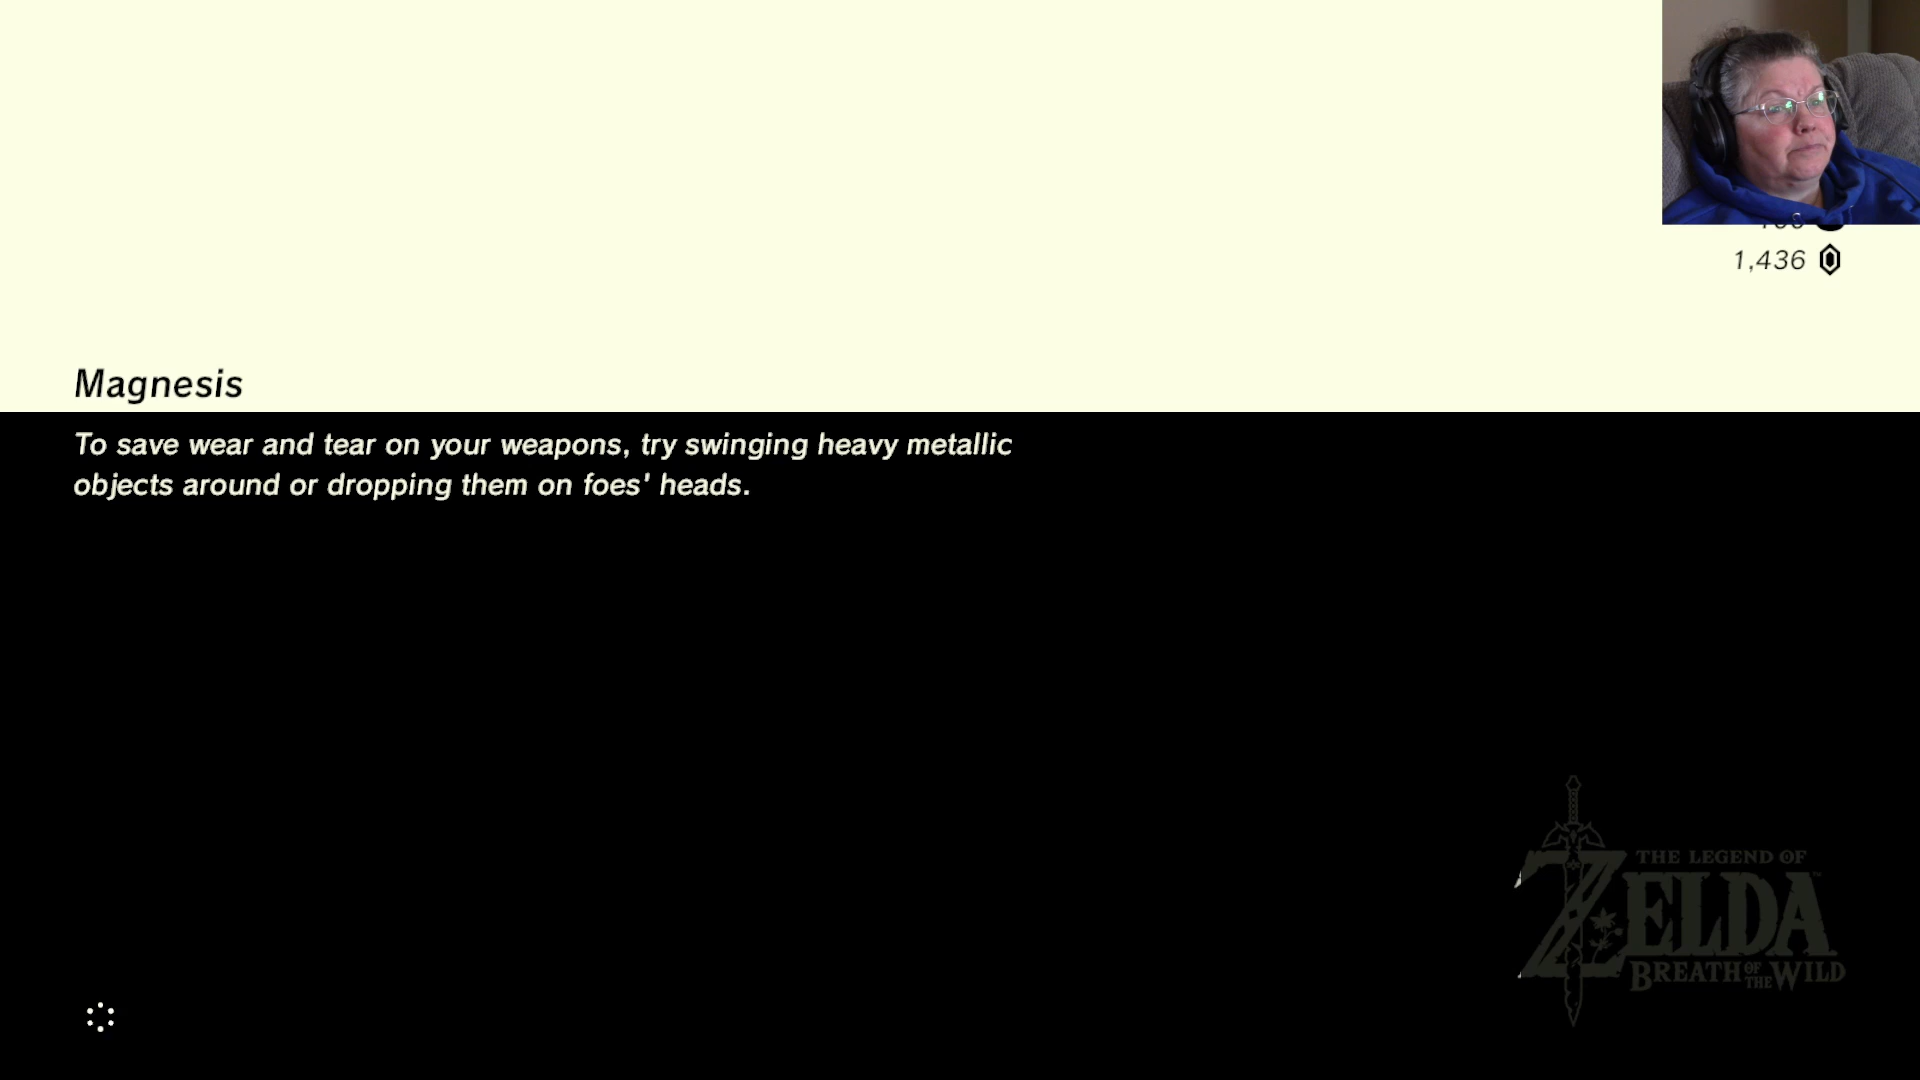 1,436
Magnesis
To save wear and tear on your weapons, try swinging heavy metallic
objects around or dropping them on foes' heads.
THE LEGEND OF
ZELDA
BREATH OF THE WILD